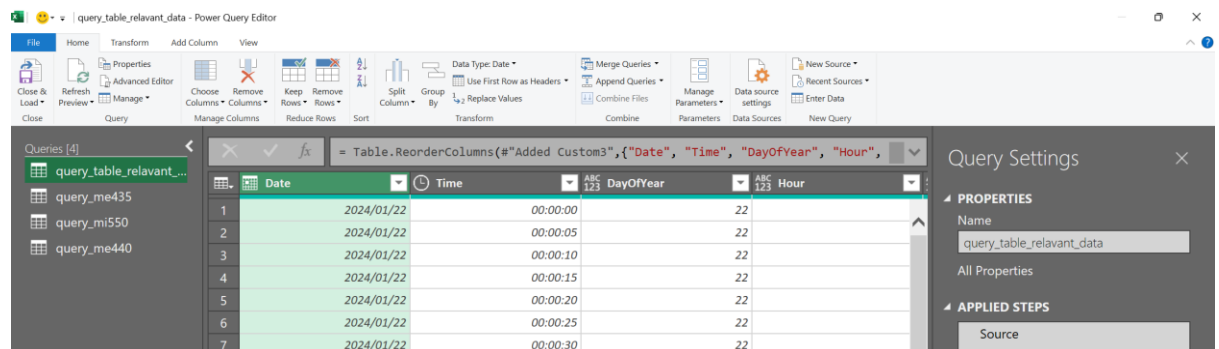 query_table_relavant_data - Power Query Editor
File Home Transform Add Column View
Close & Load
Close
Refresh Preview
Properties
Advanced Editor
Manage
Query
Choose Columns
Remove Columns
Manage Columns
Keep Rows
Remove Rows
Reduce Rows
Sort
Split Column
Group By
Data Type: Date
Use First Row as Headers
Replace Values
Transform
Merge Queries
Append Queries
Combine Files
Combine
Manage Parameters
Parameters
Data source settings
Data Sources
New Source
Recent Sources
Enter Data
New Query
Queries [4]
query_table_relavant_...
query_me435
query_mi550
query_me440
= Table.ReorderColumns(#"Added Custom3",{"Date", "Time", "DayOfYear", "Hour",
Date Time ABC 123 DayOfYear ABC 123 Hour
1 2024/01/22 00:00:00 22
2 2024/01/22 00:00:05 22
3 2024/01/22 00:00:10 22
4 2024/01/22 00:00:15 22
5 2024/01/22 00:00:20 22
6 2024/01/22 00:00:25 22
7 2024/01/22 00:00:30 22
Query Settings
PROPERTIES
Name
query_table_relavant_data
All Properties
APPLIED STEPS
Source